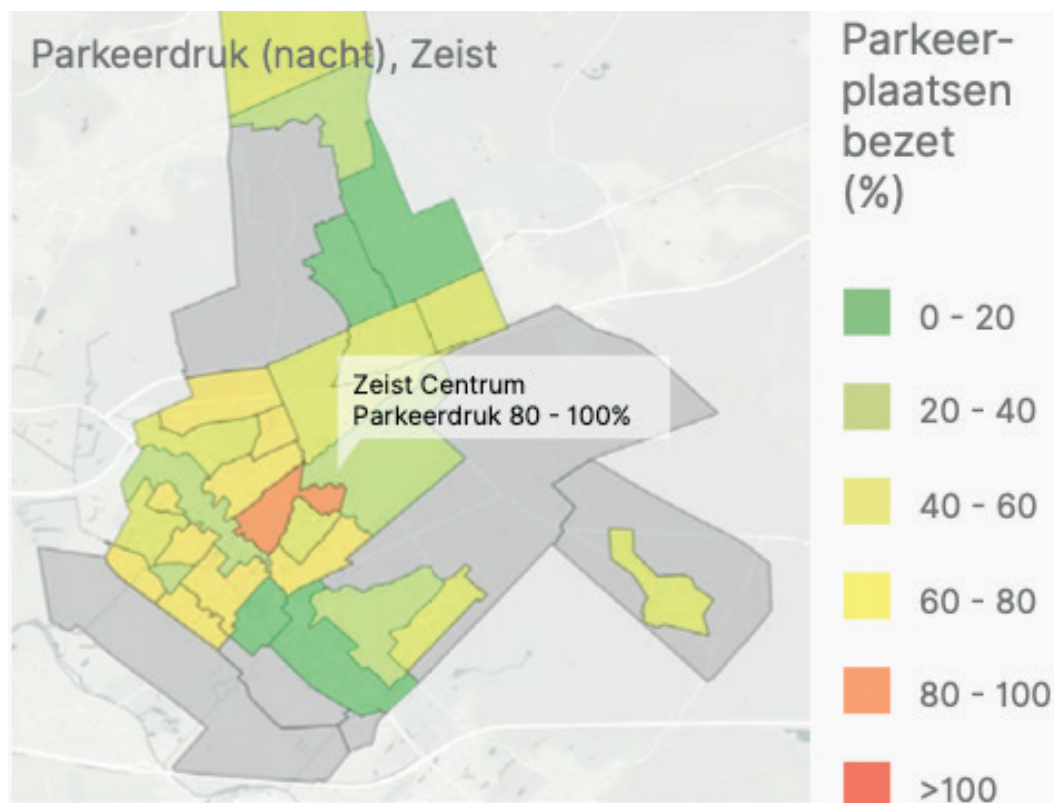 Parkeerdruk (nacht), Zeist
Zeist Centrum
Parkeerdruk 80 - 100%
Parkeer-
plaatsen
bezet
(%)
0 - 20
20 - 40
40 - 60
60 - 80
80 - 100
>100